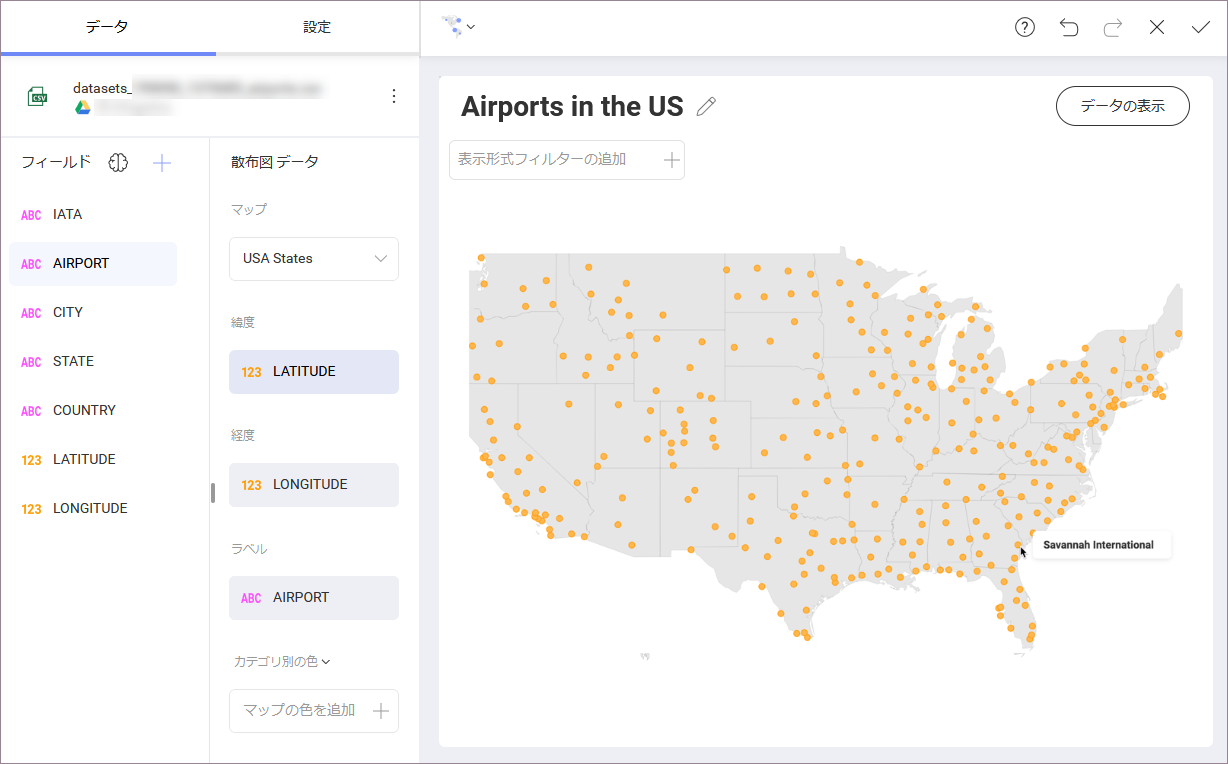 データ
設定
datasets_
フィールド
ABC IATA
ABC AIRPORT
ABC CITY
ABC STATE
ABC COUNTRY
123 LATITUDE
123 LONGITUDE
散布図 データ
マップ
USA States
緯度
123 LATITUDE
経度
123 LONGITUDE
ラベル
ABC AIRPORT
カテゴリ別の色
マップの色を追加
Airports in the US
データの表示
表示形式フィルターの追加
Savannah International